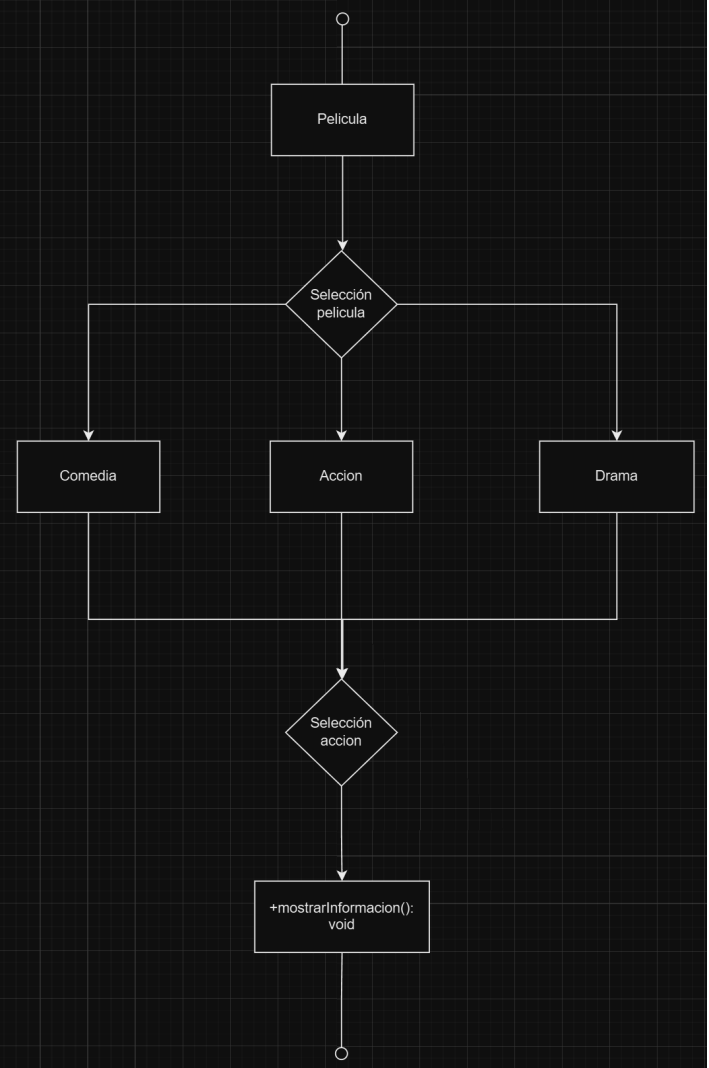 Pelicula
Selección
pelicula
Comedia
Accion
Drama
Selección
accion
+mostrarInformacion():
void